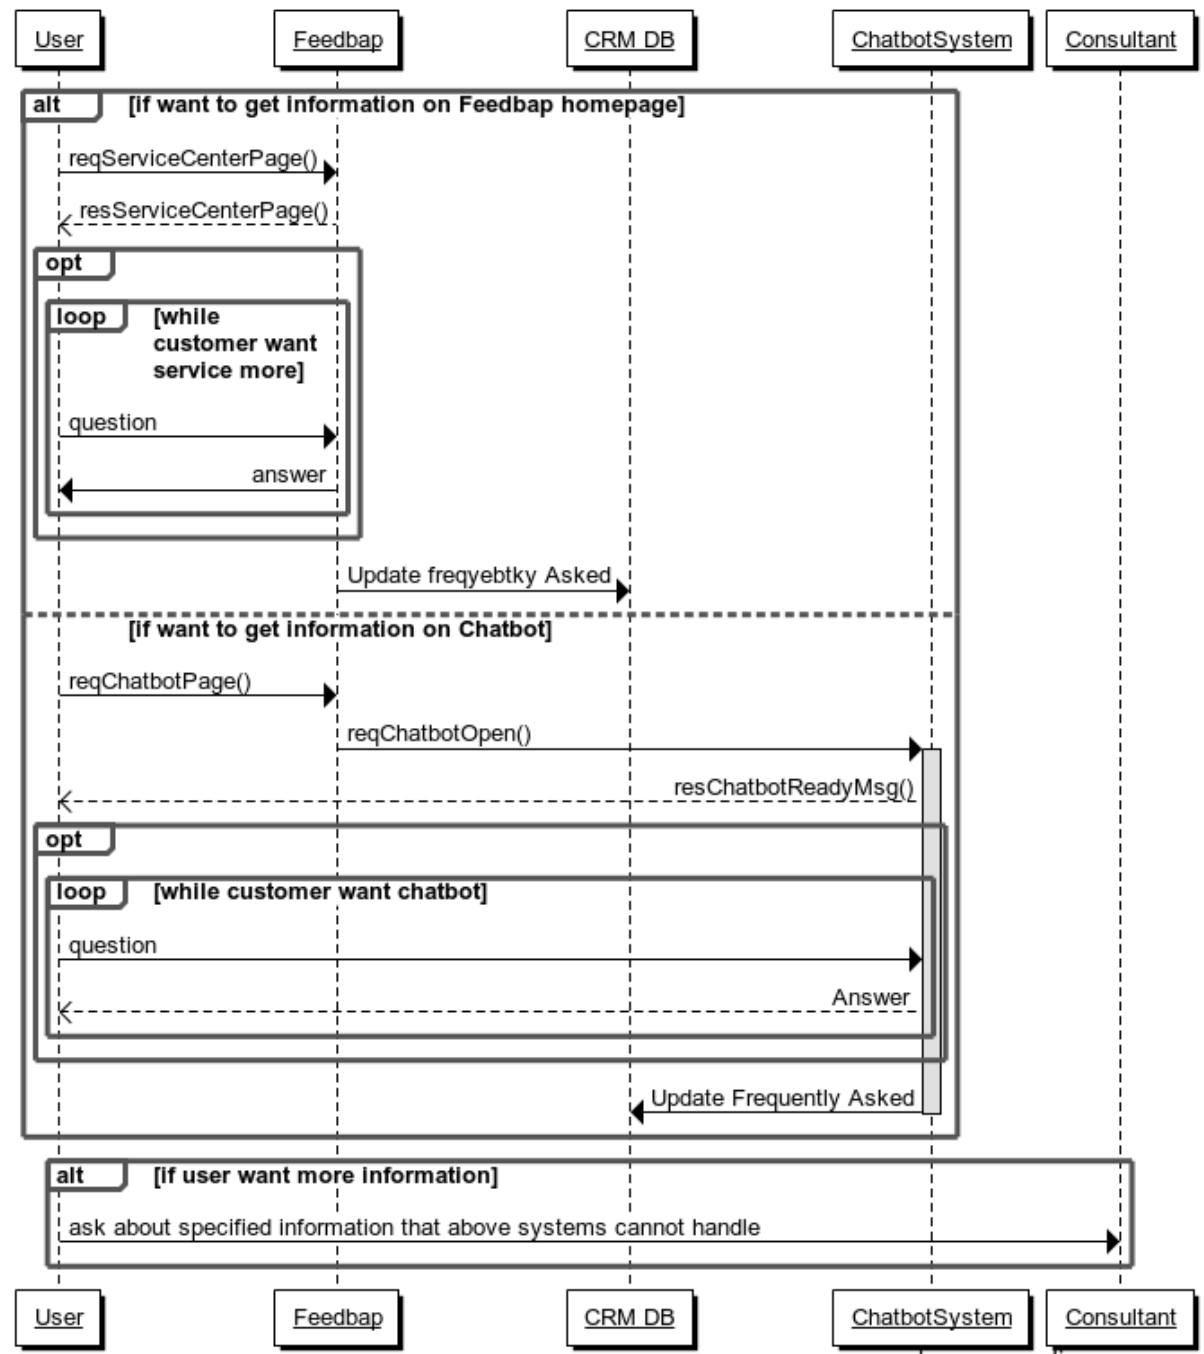 User Feedbap CRM DB ChatbotSystem Consultant
alt [if want to get information on Feedbap homepage]
reqServiceCenterPage()
resServiceCenterPage()
opt
loop [while
customer want
service more]
question
answer
Update freqyebtky Asked
[if want to get information on Chatbot]
reqChatbotPage()
reqChatbotOpen()
resChatbotReadyMsg()
opt
loop [while customer want chatbot]
question
Answer
Update Frequently Asked
alt [if user want more information]
ask about specified information that above systems cannot handle
User Feedbap CRM DB ChatbotSystem Consultant